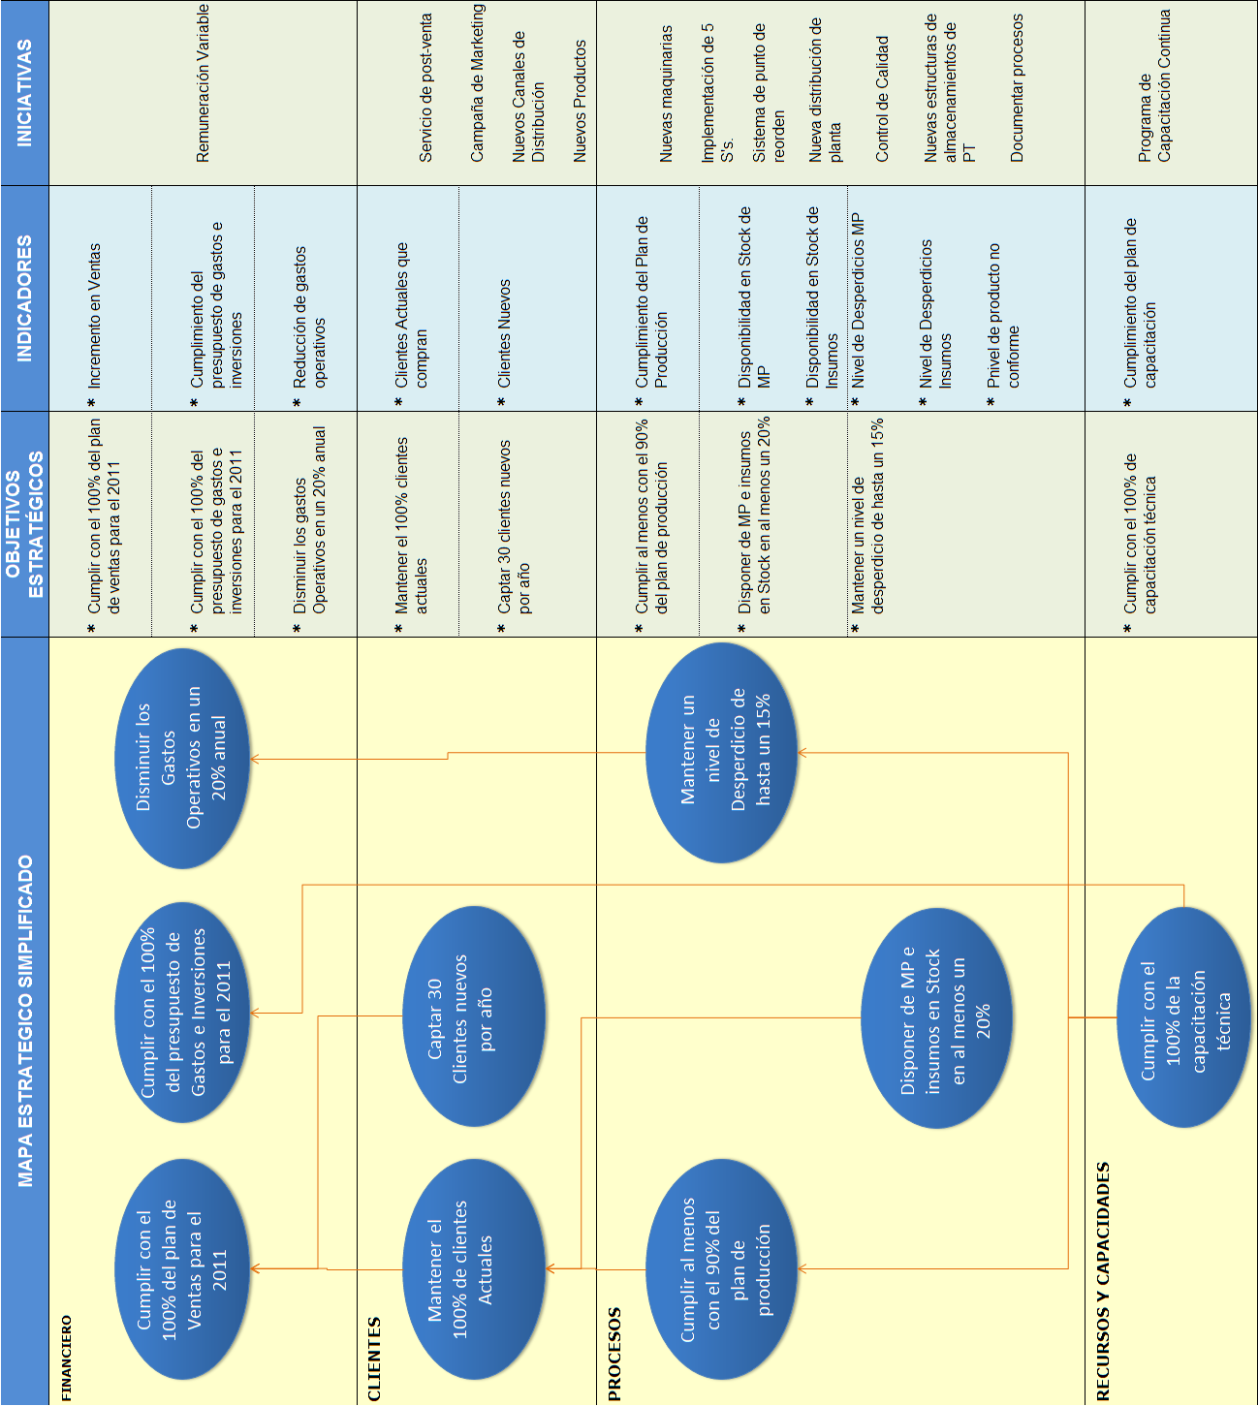 MAPA ESTRATEGICO SIMPLIFICADO
OBJETIVOS
ESTRATÉGICOS
INDICADORES
INICIATIVAS
FINANCIERO
Cumplir con el
100% del plan de
Ventas para el
2011
Cumplir con el 100%
del presupuesto de
Gastos e Inversiones
para el 2011
Disminuir los
Gastos
Operativos en un
20% anual
* Cumplir con el 100% del plan
de ventas para el 2011
* Cumplir con el 100% del
presupuesto de gastos e
inversiones para el 2011
* Disminuir los gastos
Operativos en un 20% anual
* Incremento en Ventas
* Cumplimiento del
presupuesto de gastos e
inversiones
* Reducción de gastos
operativos
Remuneración Variable
CLIENTES
Mantener el
100% de clientes
Actuales
Captar 30
Clientes nuevos
por año
* Mantener el 100% clientes
actuales
* Captar 30 clientes nuevos
por año
* Clientes Actuales que
compran
* Clientes Nuevos
Servicio de post-venta
Campaña de Marketing
Nuevos Canales de
Distribución
Nuevos Productos
PROCESOS
Cumplir al menos
con el 90% del
plan de
producción
Disponer de MP e
insumos en Stock
en al menos un
20%
Mantener un
nivel de
Desperdicio de
hasta un 15%
* Cumplir al menos con el 90%
del plan de producción
* Disponer de MP e insumos
en Stock en al menos un 20%
* Mantener un nivel de
desperdicio de hasta un 15%
* Cumplimiento del Plan de
Producción
* Disponibilidad en Stock de
MP
* Disponibilidad en Stock de
Insumos
* Nivel de Desperdicios MP
* Nivel de Desperdicios
Insumos
* Pnivel de producto no
conforme
Nuevas maquinarias
Implementación de 5
S's.
Sistema de punto de
reorden
Nueva distribución de
planta
Control de Calidad
Nuevas estructuras de
almacenamientos de
PT
Documentar procesos
RECURSOS Y CAPACIDADES
Cumplir con el
100% de la
capacitación
técnica
* Cumplir con el 100% de
capacitación técnica
* Cumplimiento del plan de
capacitación
Programa de
Capacitación Continua